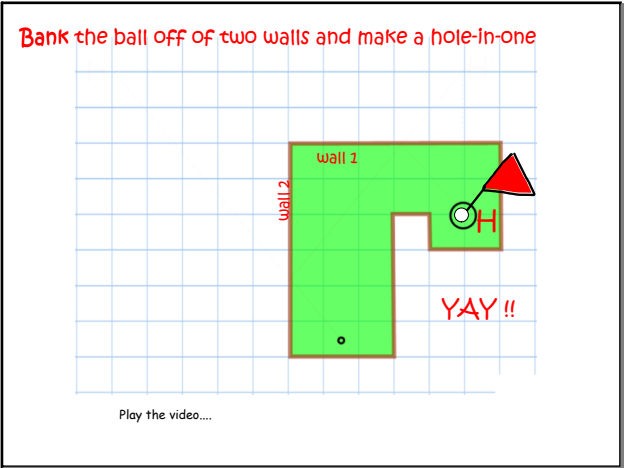 Bank the ball off of two walls and make a hole-in-one
wall 1
wall 2
H
YAY !!
Play the video....